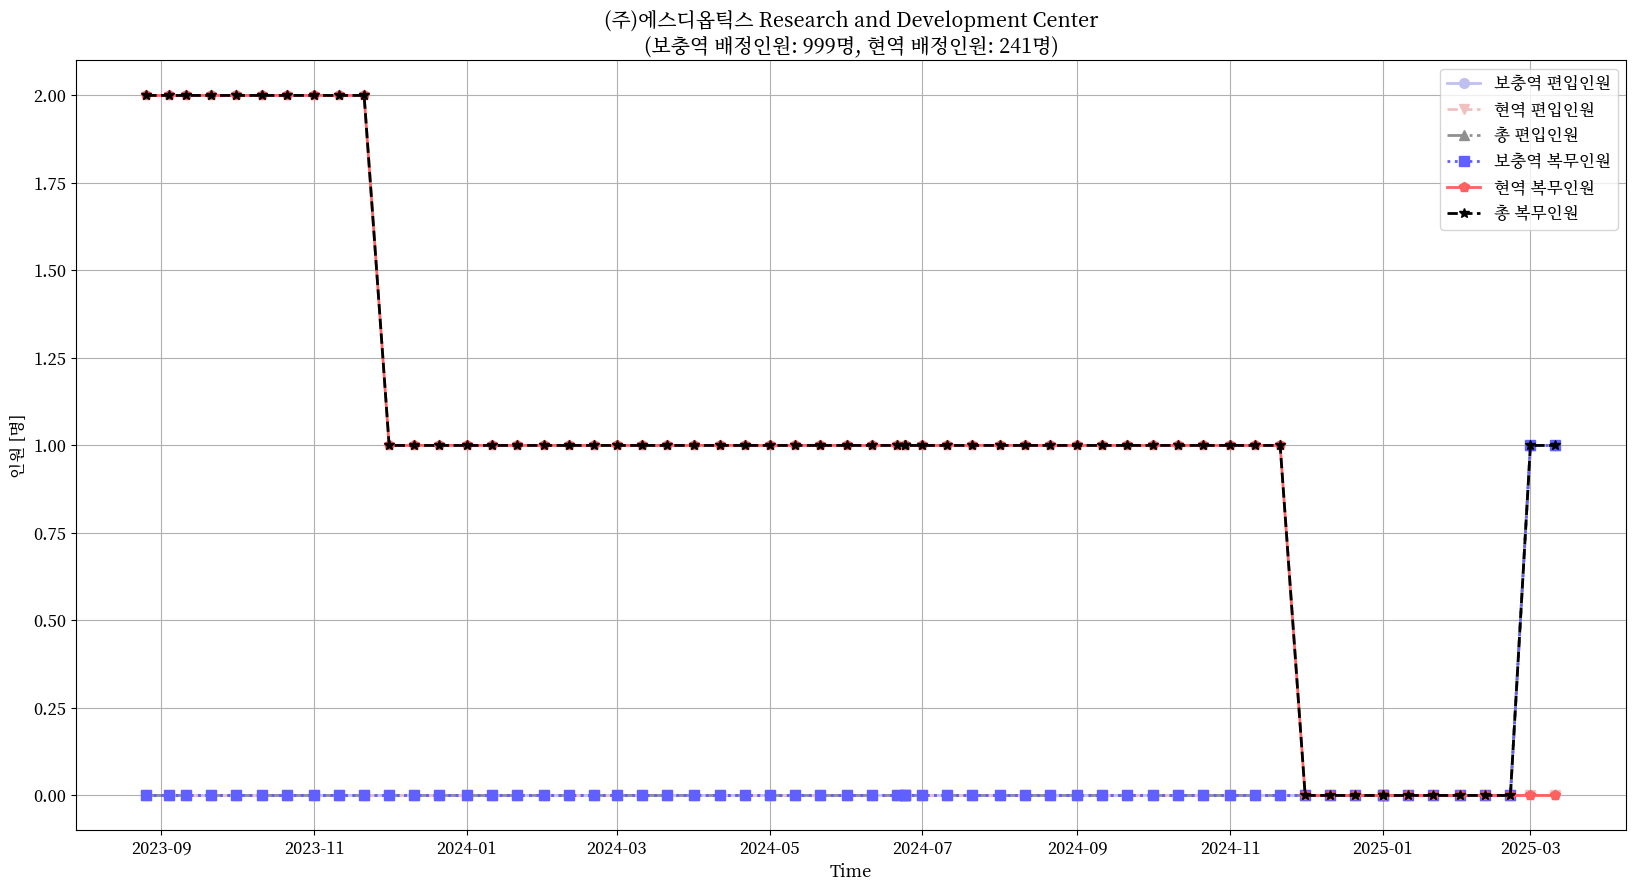 (주)에스디옵틱스 Research and Development Center
(보충역 배정인원: 999명, 현역 배정인원: 241명)
보충역 편입인원
현역 편입인원
총 편입인원
보충역 복무인원
현역 복무인원
총 복무인원
인원 [명]
2.00
1.75
1.50
1.25
1.00
0.75
0.50
0.25
0.00
2023-09
2023-11
2024-01
2024-03
2024-05
2024-07
2024-09
2024-11
2025-01
2025-03
Time